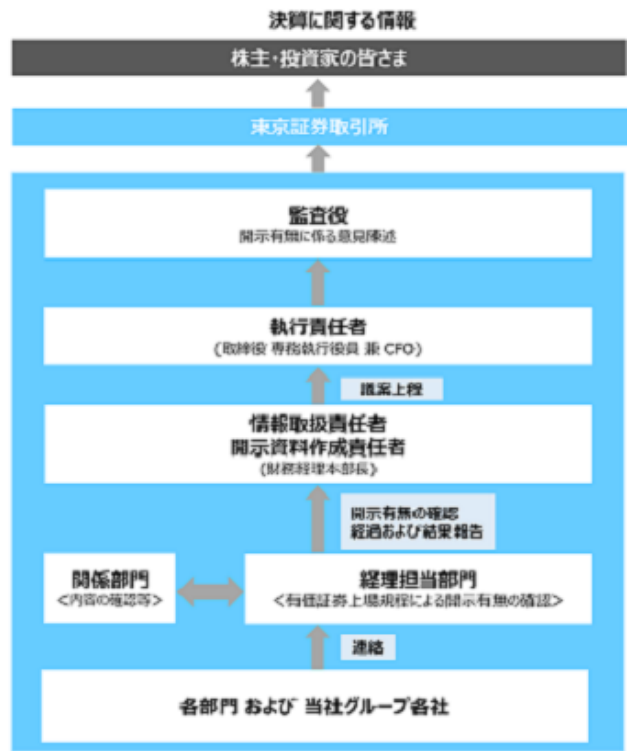 決算に関する情報
株主・投資家の皆さま
東京証券取引所
監査役
開示有無に係る意見陳述
執行責任者
(取締役 専務執行役員 兼 CFO)
議案上程
情報取扱責任者
開示資料作成責任者
(財務経理本部長)
開示有無の確認
経過および結果報告
関係部門
<内容の確認等>
経理担当部門
<有価証券上場規程による開示有無の確認>
連絡
各部門 および 当社グループ各社